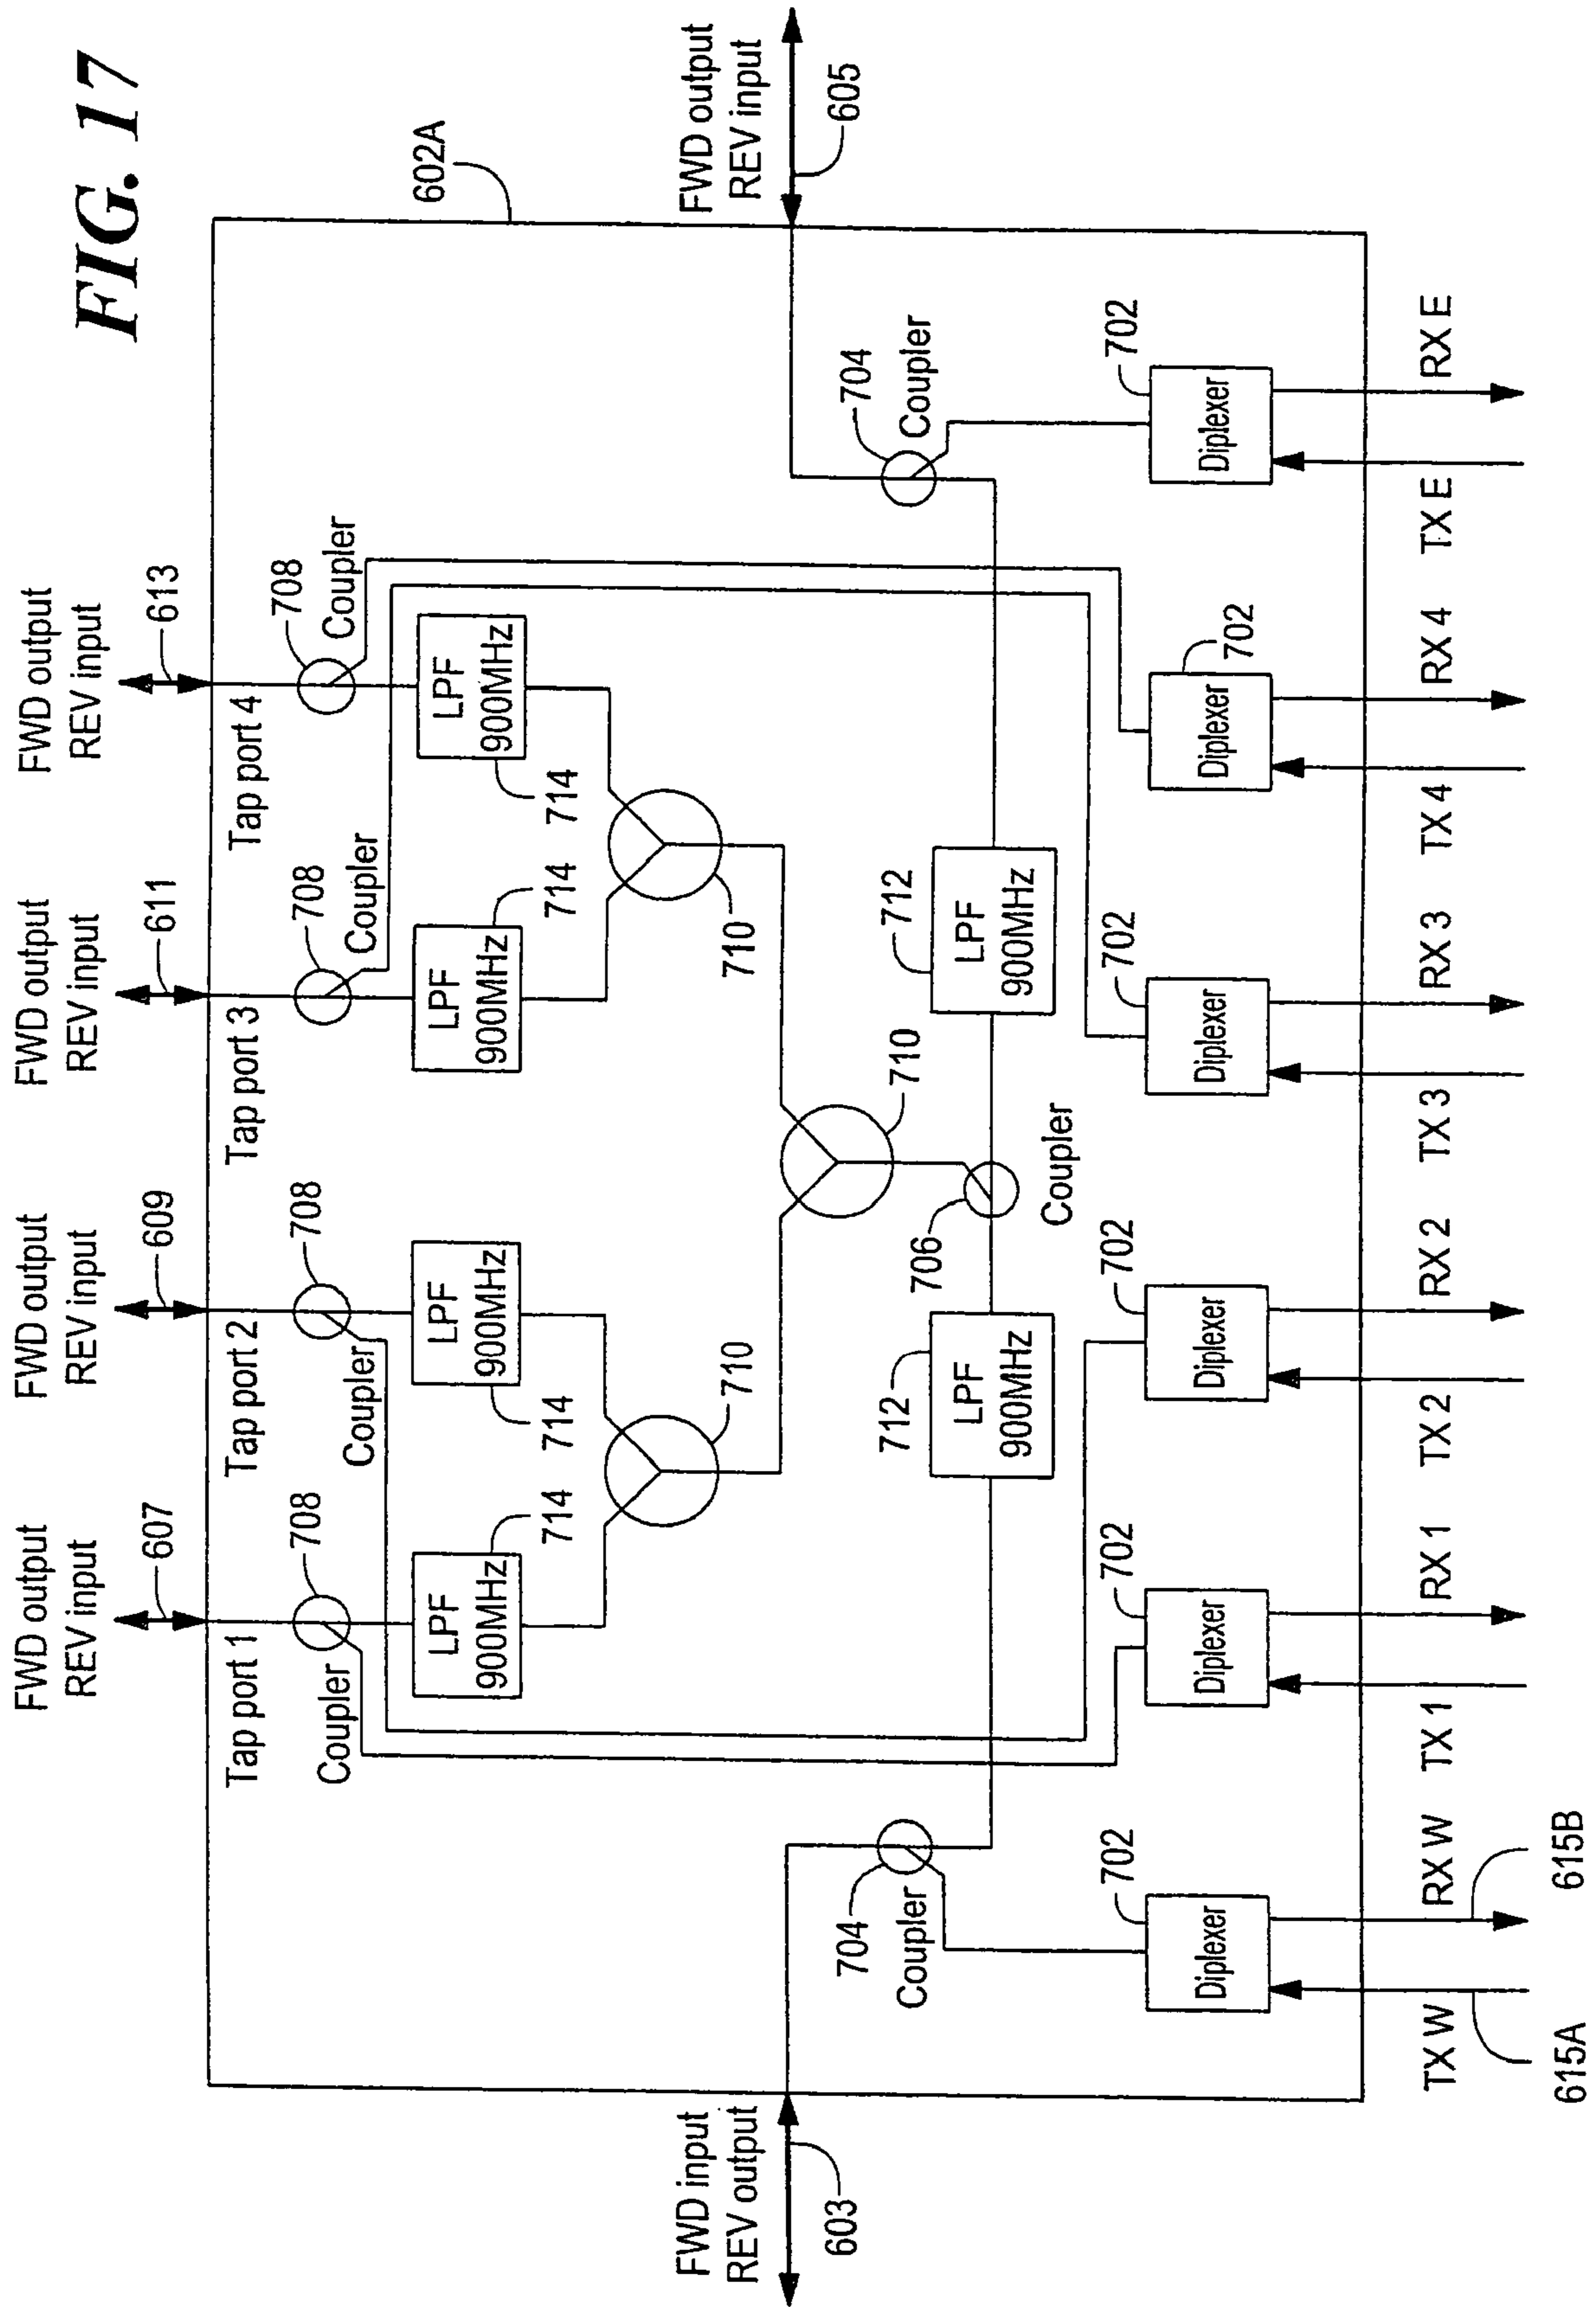 FIG. 17
FWD output
REV input
607
FWD output
REV input
609
FWD output
REV input
611
FWD output
REV input
613
602A
Tap port 1
Tap port 2
Tap port 3
Tap port 4
708
Coupler
708
Coupler
708
Coupler
708
Coupler
LPF
900MHz
714
LPF
900MHz
714
LPF
900MHz
714
LPF
900MHz
714
710
710
710
FWD input
REV output
603
FWD output
REV input
605
704
Coupler
704
Coupler
712
LPF
900MHz
706
Coupler
712
LPF
900MHz
702
Diplexer
702
Diplexer
702
Diplexer
702
Diplexer
702
Diplexer
702
Diplexer
TX W
RX W
TX 1
RX 1
TX 2
RX 2
TX 3
RX 3
TX 4
RX 4
TX E
RX E
615A
615B